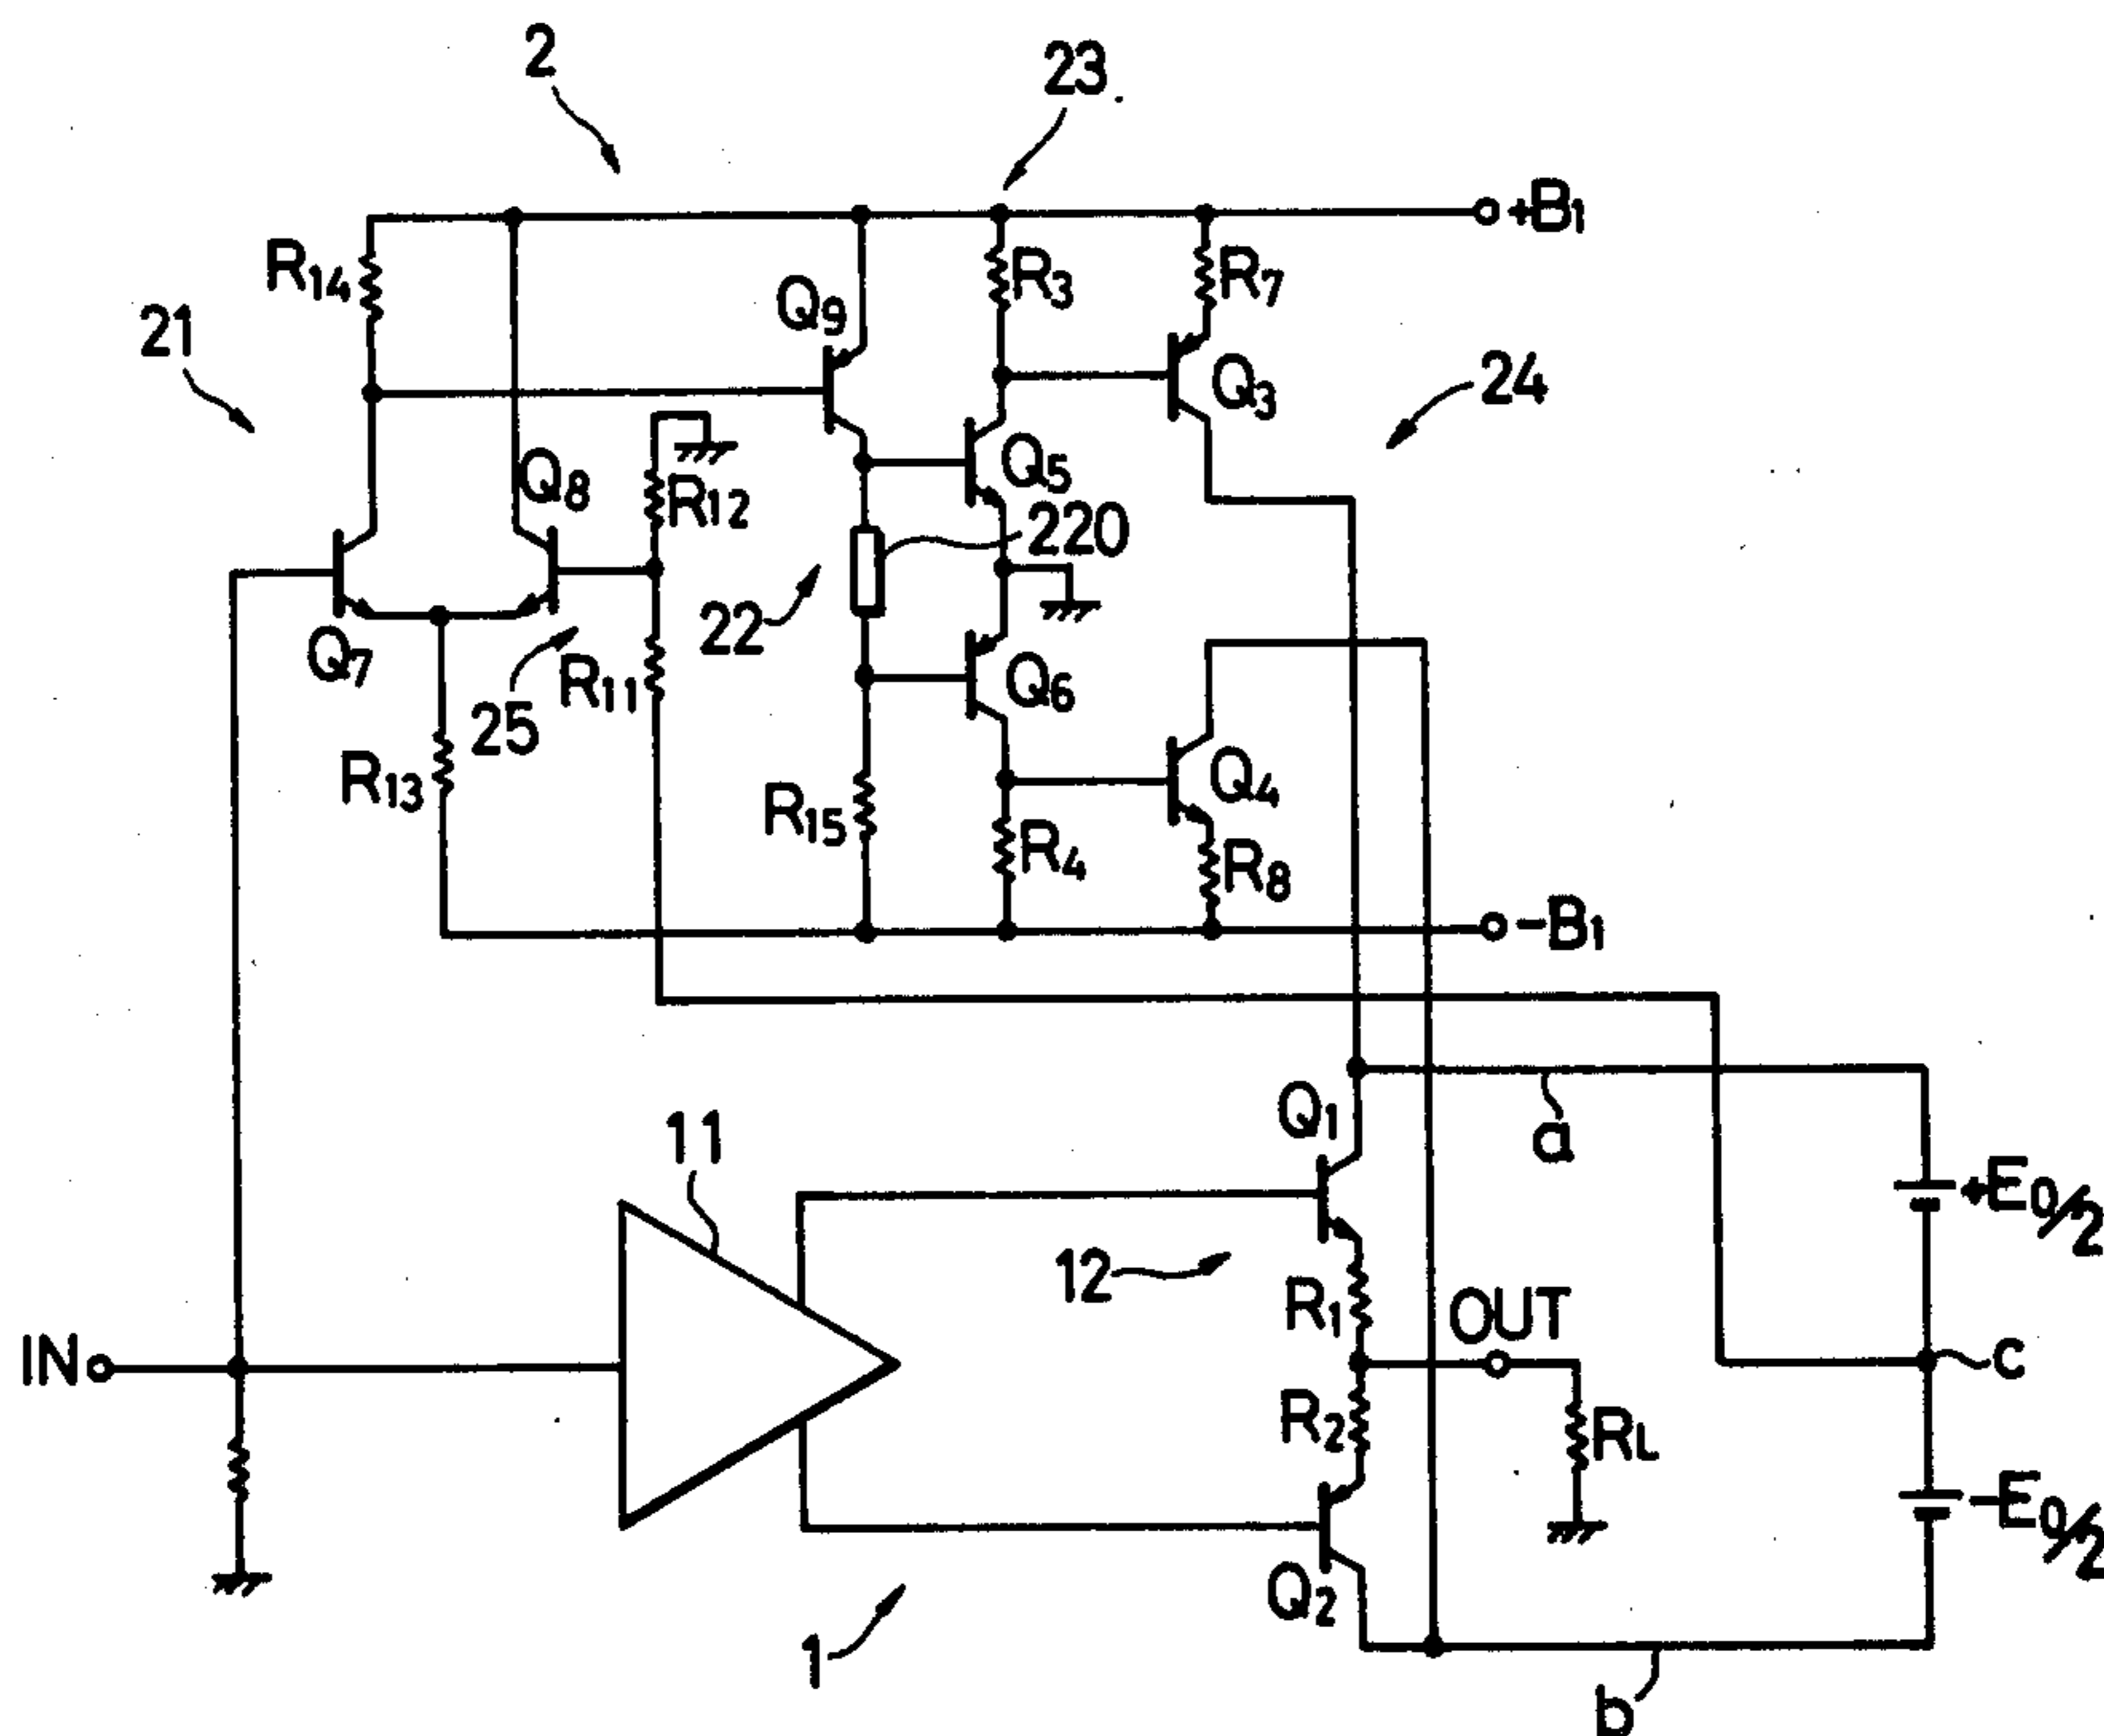 2
23
+B1
R14
R3
R7
Q9
21
Q3
24
Q8
R12
Q5
220
22
Q7
25
R11
Q6
R13
R15
Q4
R4
R8
-B1
Q1
a
11
+E0/2
12
R1
OUT
IN
C
R2
RL
-E0/2
Q2
1
b